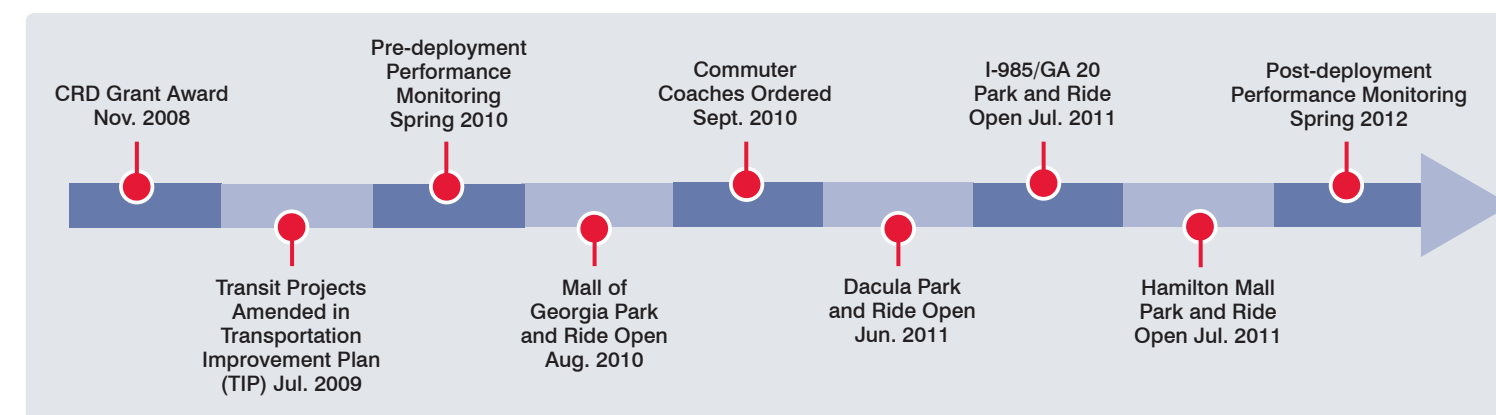 CRD Grant Award
Nov. 2008
Transit Projects
Amended in
Transportation
Improvement Plan
(TIP) Jul. 2009
Pre-deployment
Performance
Monitoring
Spring 2010
Mall of
Georgia Park
and Ride Open
Aug. 2010
Commuter
Coaches Ordered
Sept. 2010
Dacula Park
and Ride Open
Jun. 2011
I-985/GA 20
Park and Ride
Open Jul. 2011
Hamilton Mall
Park and Ride
Open Jul. 2011
Post-deployment
Performance Monitoring
Spring 2012